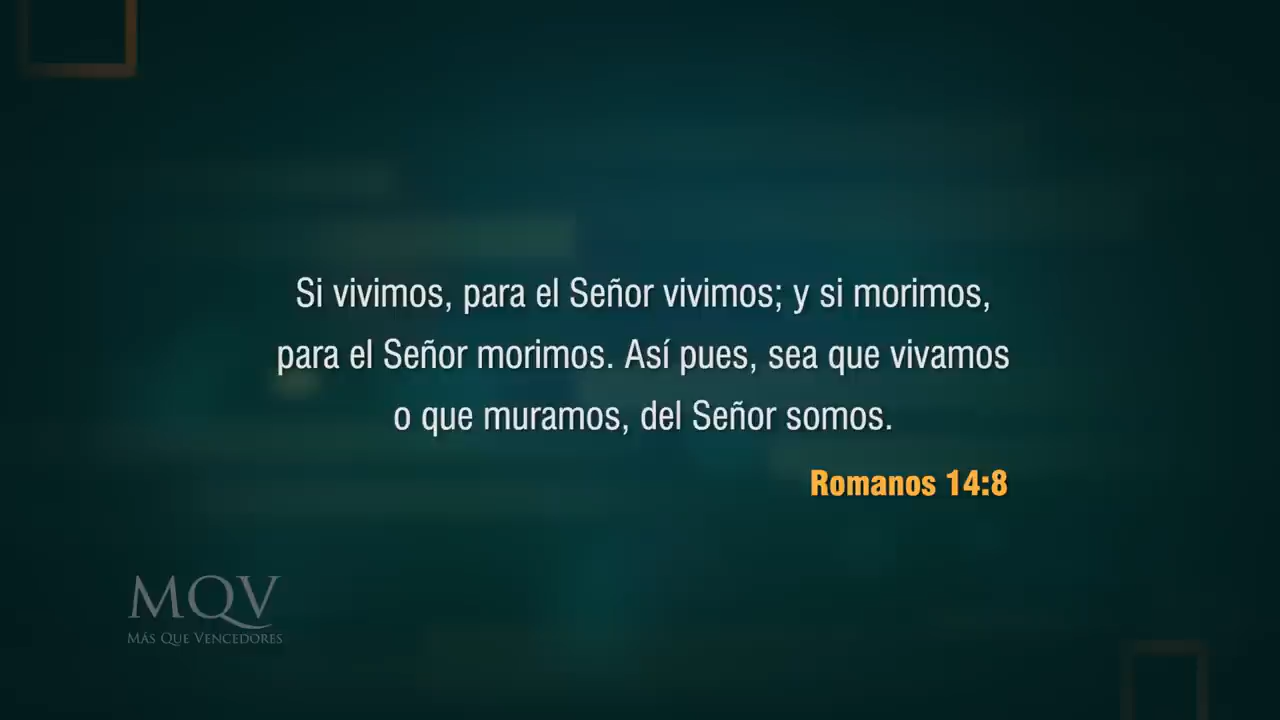 Si vivimos, para el Señor vivimos; y si morimos,
para el Señor morimos. Así pues, sea que vivamos
o que muramos, del Señor somos.
Romanos 14:8
MQV
MÁS QUE VENCEDORES